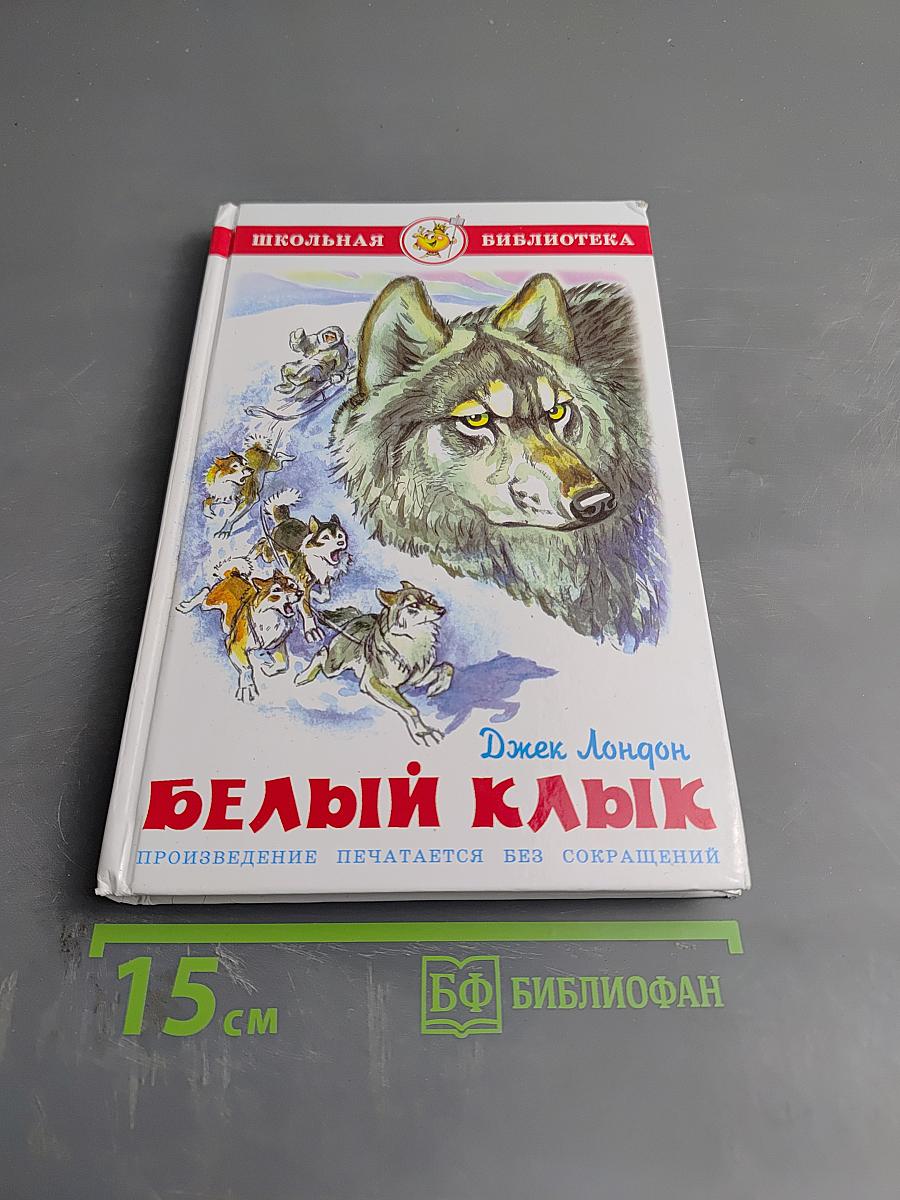 ШКОЛЬНАЯ БИБЛИОТЕКА
Джек Лондон
БЕЛЫЙ КЛЫК
ПРОИЗВЕДЕНИЕ ПЕЧАТАЕТСЯ БЕЗ СОКРАЩЕНИЙ
15 см
БФ БИБЛИОФАН